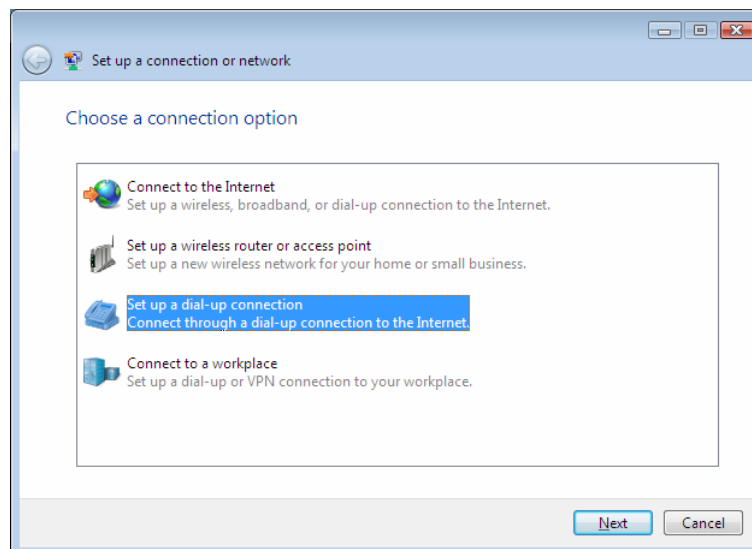 Set up a connection or network
Choose a connection option
Connect to the Internet
Set up a wireless, broadband, or dial-up connection to the Internet.
Set up a wireless router or access point
Set up a new wireless network for your home or small business.
Set up a dial-up connection
Connect through a dial-up connection to the Internet.
Connect to a workplace
Set up a dial-up or VPN connection to your workplace.
Next
Cancel